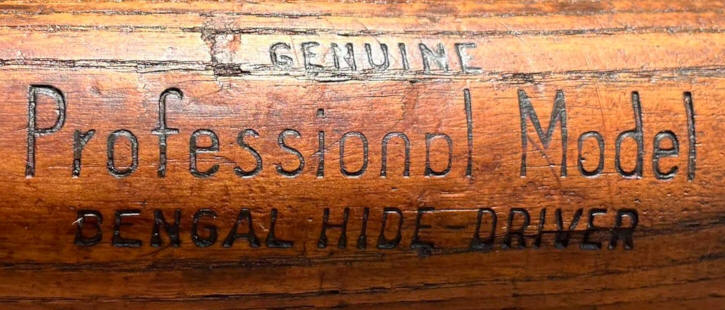 GENUINE
Professional Model
BENGAL HIDE DRIVER